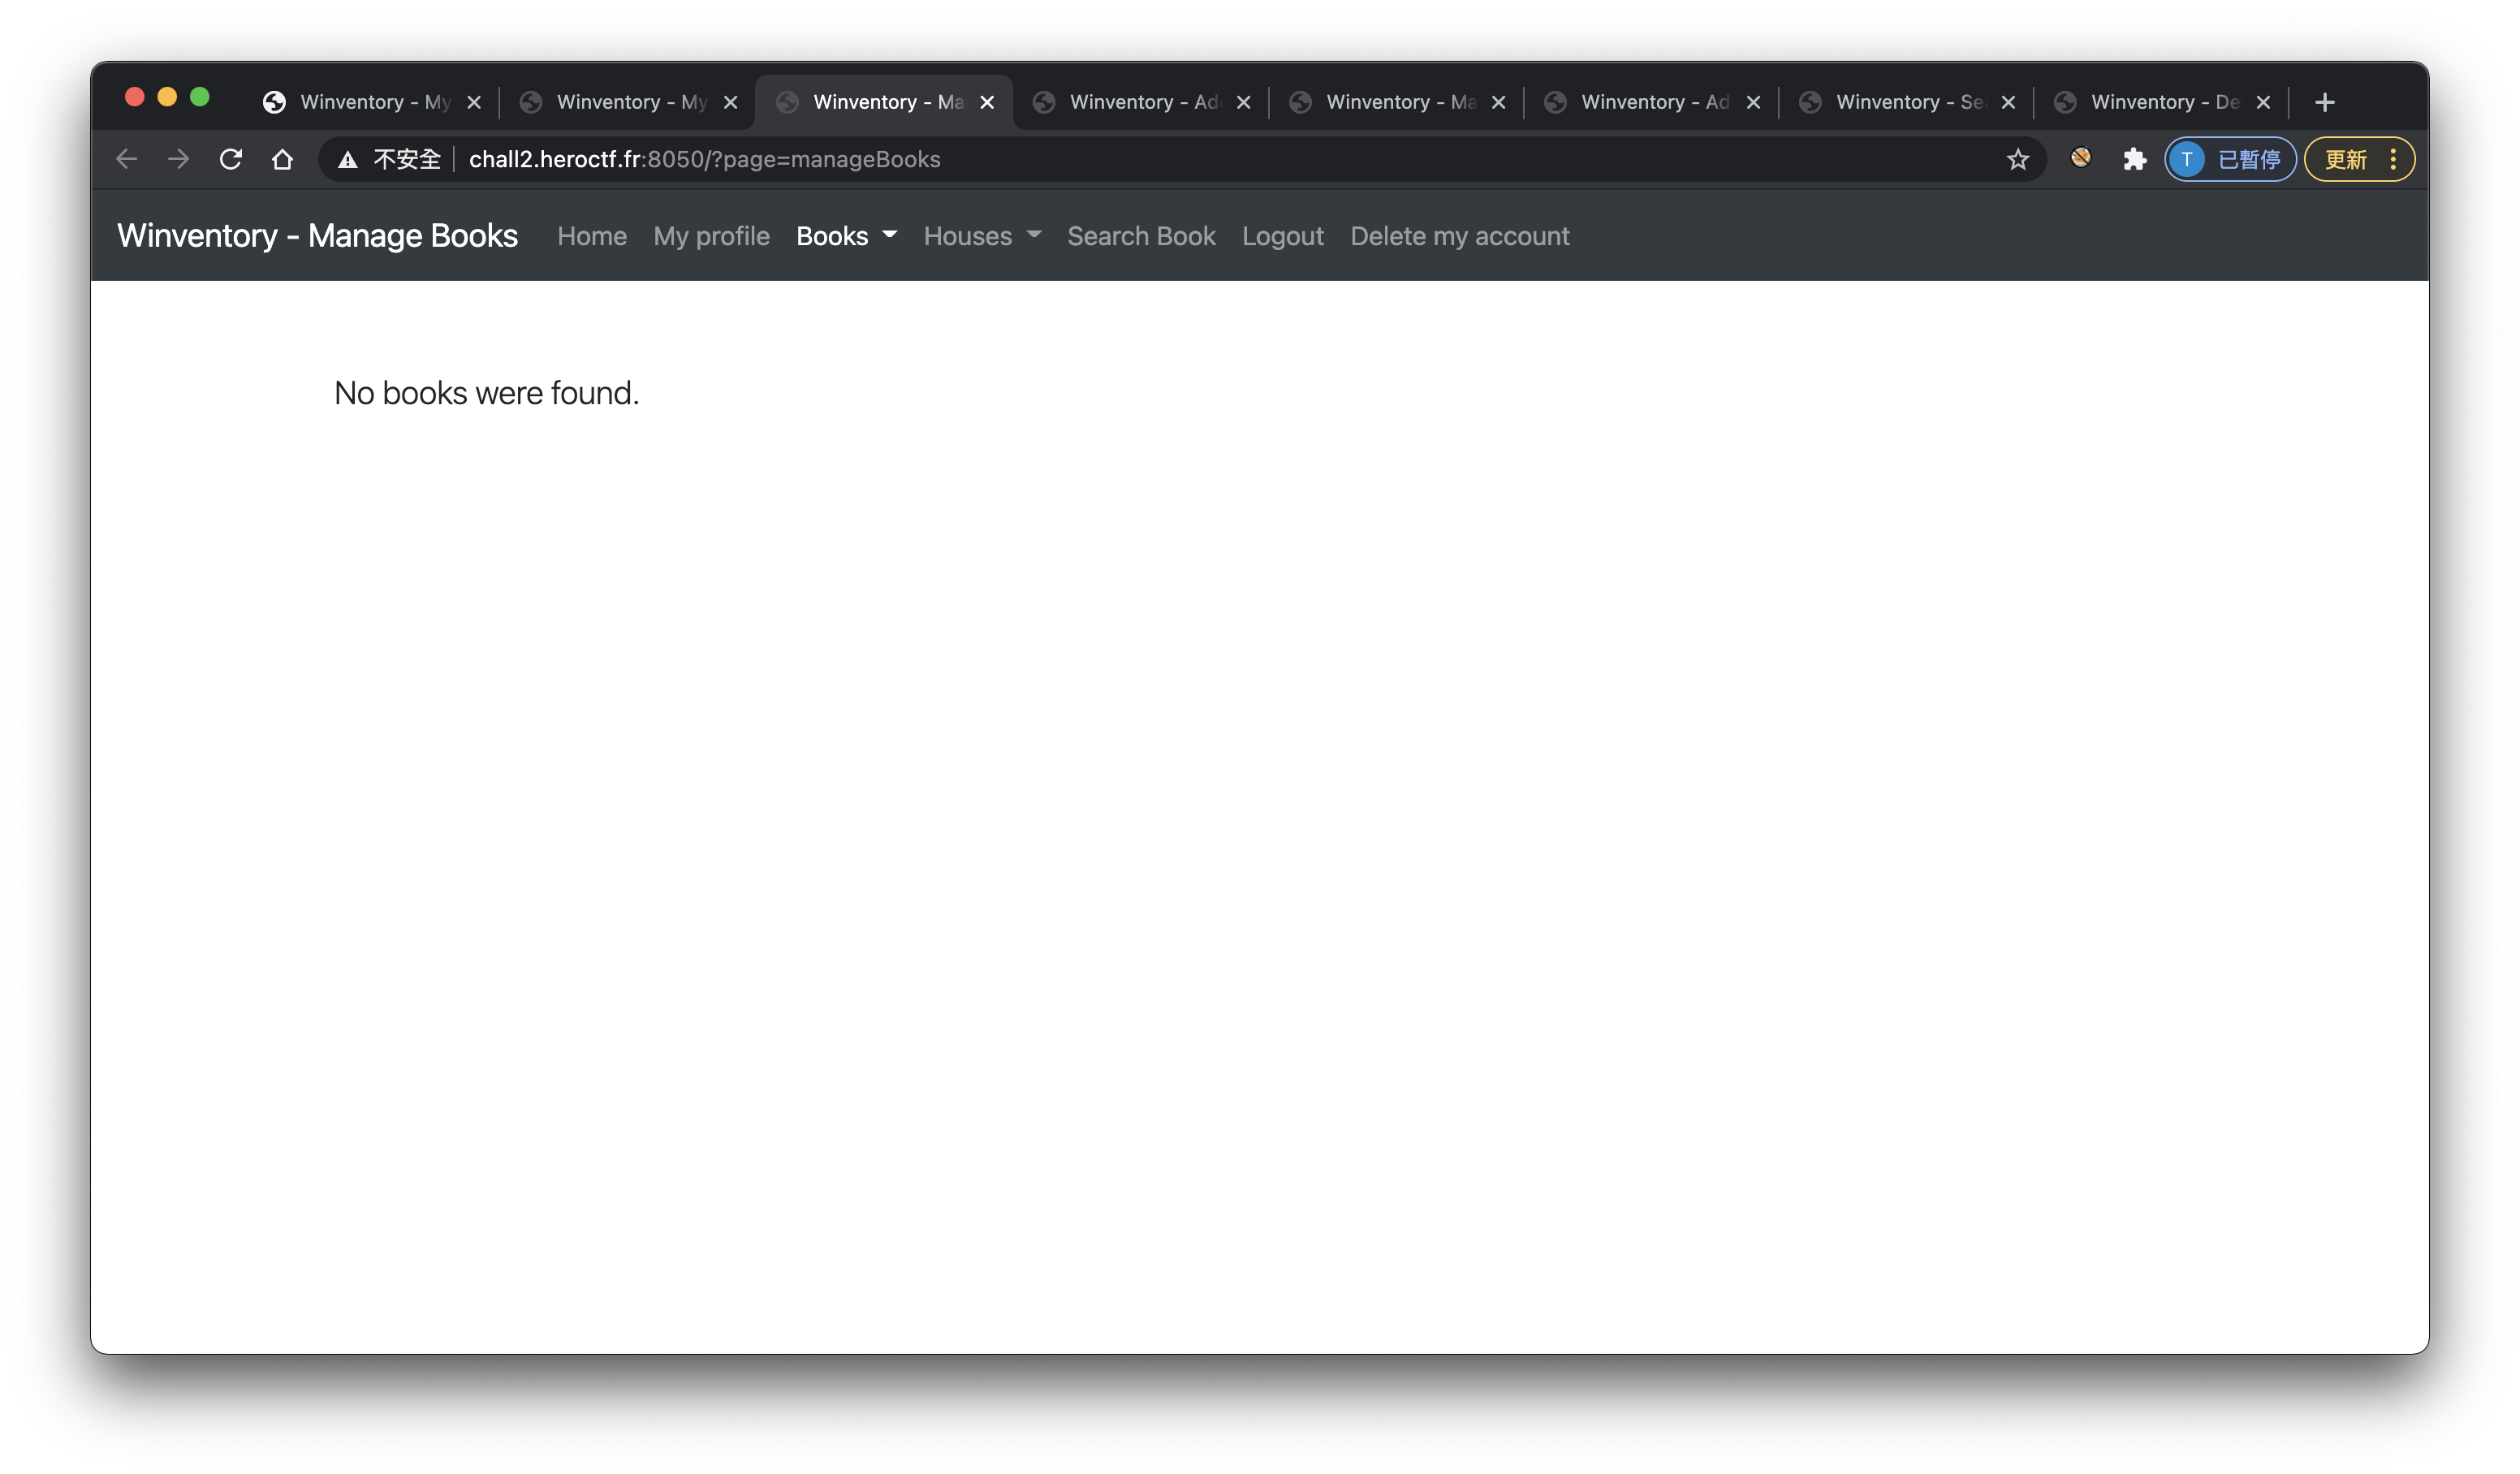 Winventory - My Winventory - My Winventory - Ma Winventory - Ad Winventory - Ma Winventory - Ad Winventory - Se Winventory - De
不安全 chall2.heroctf.fr:8050/?page=manageBooks T 已暫停 更新
Winventory - Manage Books Home My profile Books Houses Search Book Logout Delete my account
No books were found.